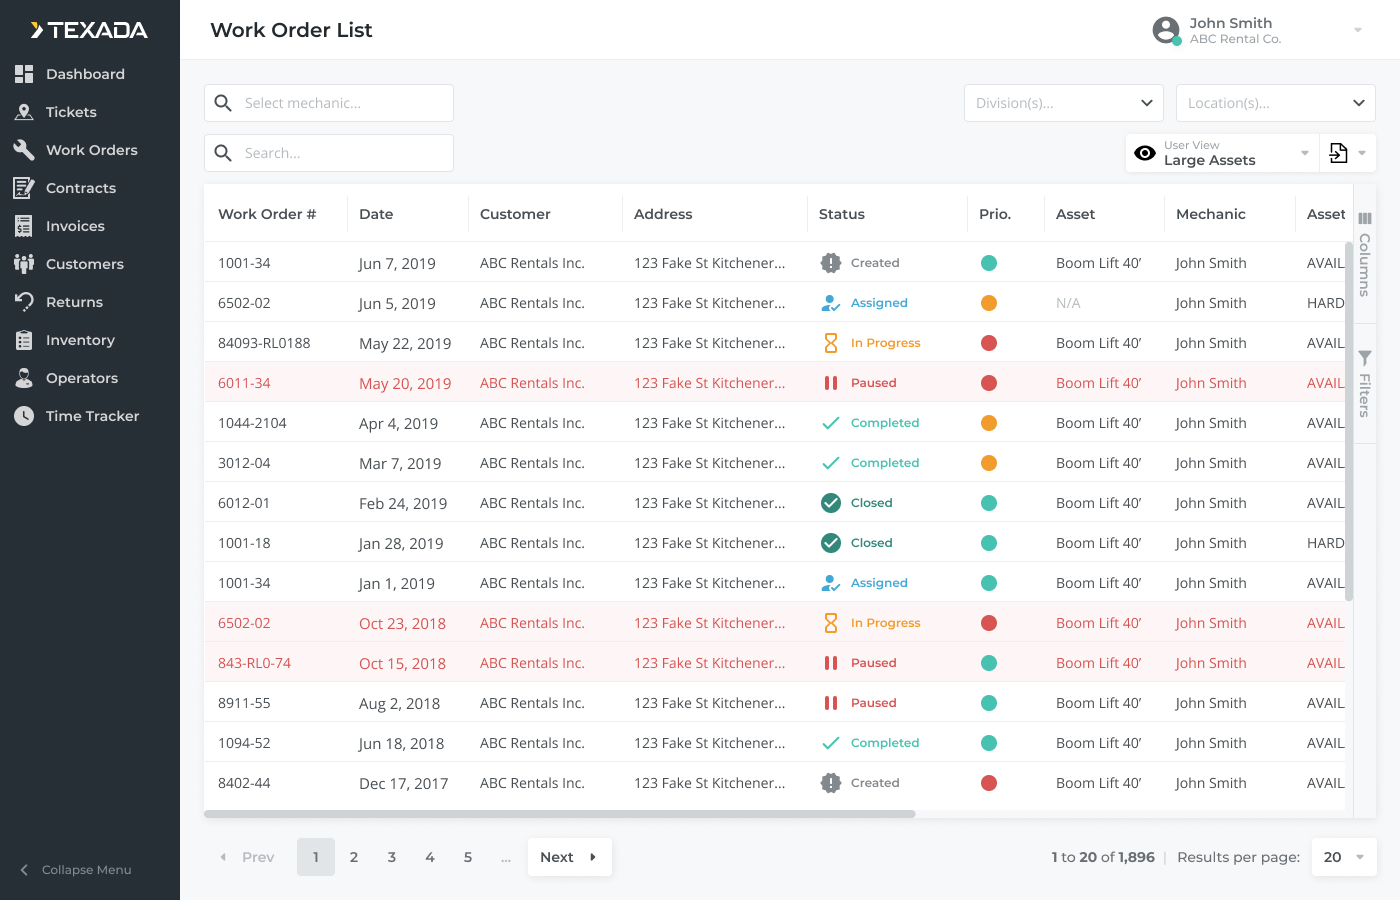 TEXADA
Dashboard
Tickets
Work Orders
Contracts
Invoices
Customers
Returns
Inventory
Operators
Time Tracker
Collapse Menu
Work Order List
John Smith
ABC Rental Co.
Select mechanic...
Division(s)...
Location(s)...
Search...
User View
Large Assets
Work Order # Date Customer Address Status Prio. Asset Mechanic Asset
1001-34 Jun 7, 2019 ABC Rentals Inc. 123 Fake St Kitchener... Created Boom Lift 40’ John Smith AVAIL
6502-02 Jun 5, 2019 ABC Rentals Inc. 123 Fake St Kitchener... Assigned N/A John Smith HARD
84093-RL0188 May 22, 2019 ABC Rentals Inc. 123 Fake St Kitchener... In Progress Boom Lift 40’ John Smith AVAIL
6011-34 May 20, 2019 ABC Rentals Inc. 123 Fake St Kitchener... Paused Boom Lift 40’ John Smith AVAIL
1044-2104 Apr 4, 2019 ABC Rentals Inc. 123 Fake St Kitchener... Completed Boom Lift 40’ John Smith AVAIL
3012-04 Mar 7, 2019 ABC Rentals Inc. 123 Fake St Kitchener... Completed Boom Lift 40’ John Smith AVAIL
6012-01 Feb 24, 2019 ABC Rentals Inc. 123 Fake St Kitchener... Closed Boom Lift 40’ John Smith AVAIL
1001-18 Jan 28, 2019 ABC Rentals Inc. 123 Fake St Kitchener... Closed Boom Lift 40’ John Smith HARD
1001-34 Jan 1, 2019 ABC Rentals Inc. 123 Fake St Kitchener... Assigned Boom Lift 40’ John Smith AVAIL
6502-02 Oct 23, 2018 ABC Rentals Inc. 123 Fake St Kitchener... In Progress Boom Lift 40’ John Smith AVAIL
843-RL0-74 Oct 15, 2018 ABC Rentals Inc. 123 Fake St Kitchener... Paused Boom Lift 40’ John Smith AVAIL
8911-55 Aug 2, 2018 ABC Rentals Inc. 123 Fake St Kitchener... Paused Boom Lift 40’ John Smith AVAIL
1094-52 Jun 18, 2018 ABC Rentals Inc. 123 Fake St Kitchener... Completed Boom Lift 40’ John Smith AVAIL
8402-44 Dec 17, 2017 ABC Rentals Inc. 123 Fake St Kitchener... Created Boom Lift 40’ John Smith AVAIL
Columns
Filters
Prev 1 2 3 4 5 ... Next
1 to 20 of 1,896 | Results per page: 20